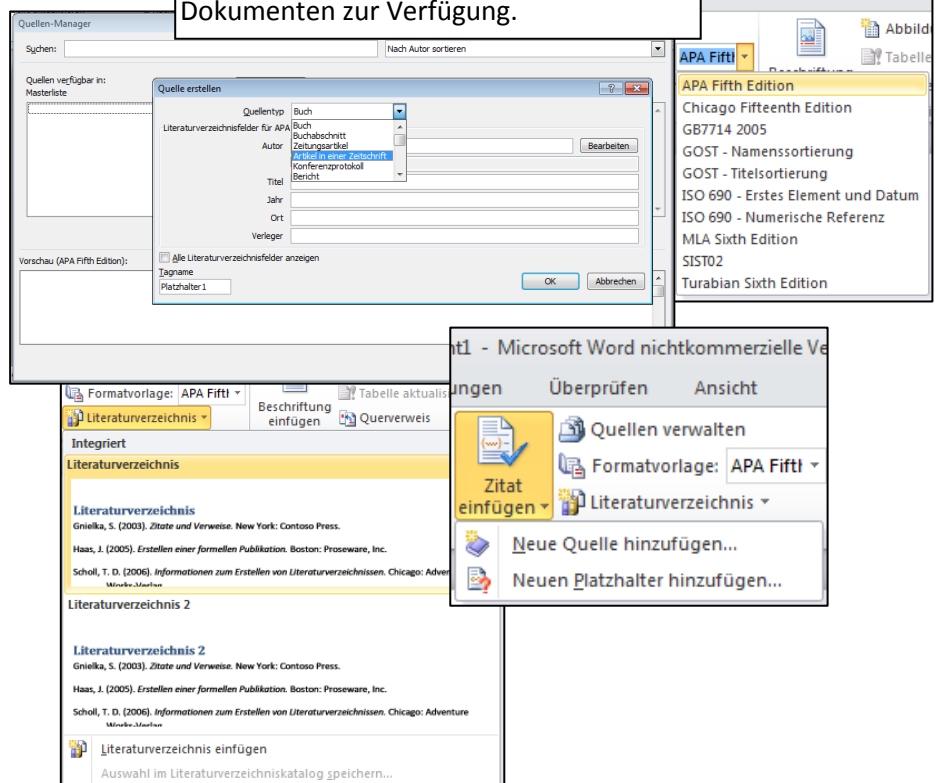 Dokumenten zur Verfügung.
Quellen-Manager
Suchen:
Nach Autor sortieren
Quellen verfügbar in:
Masterliste
Quelle erstellen
Quellentyp Buch
Literaturverzeichnisfelder für APA
Buch
Buchabschnitt
Zeitungsartikel
Artikel in einer Zeitschrift
Konferenzprotokoll
Bericht
Autor
Bearbeiten
Titel
Jahr
Ort
Verleger
Alle Literaturverzeichnisfelder anzeigen
Tagname
Platzhalter1
OK Abbrechen
Vorschau (APA Fifth Edition):
APA Fift
Tabelle
APA Fifth Edition
Chicago Fifteenth Edition
GB7714 2005
GOST - Namenssortierung
GOST - Titelsortierung
ISO 690 - Erstes Element und Datum
ISO 690 - Numerische Referenz
MLA Sixth Edition
SIST02
Turabian Sixth Edition
Formatvorlage: APA Fift
Tabelle aktualis
Literaturverzeichnis
Beschriftung
einfügen
Querverweis
Integriert
Literaturverzeichnis
Literaturverzeichnis
Gnielka, S. (2003). Zitate und Verweise. New York: Contoso Press.
Haas, J. (2005). Erstellen einer formellen Publikation. Boston: Proseware, Inc.
Scholl, T. D. (2006). Informationen zum Erstellen von Literaturverzeichnissen. Chicago: Adven
Works-Verlag
Literaturverzeichnis 2
Literaturverzeichnis 2
Gnielka, S. (2003). Zitate und Verweise. New York: Contoso Press.
Haas, J. (2005). Erstellen einer formellen Publikation. Boston: Proseware, Inc.
Scholl, T. D. (2006). Informationen zum Erstellen von Literaturverzeichnissen. Chicago: Adventure
Works-Verlag
Literaturverzeichnis einfügen
Auswahl im Literaturverzeichniskatalog speichern...
nt1 - Microsoft Word nichtkommerzielle Ve
ungen Überprüfen Ansicht
Zitat
einfügen
Quellen verwalten
Formatvorlage: APA Fift
Literaturverzeichnis
Neue Quelle hinzufügen...
Neuen Platzhalter hinzufügen...